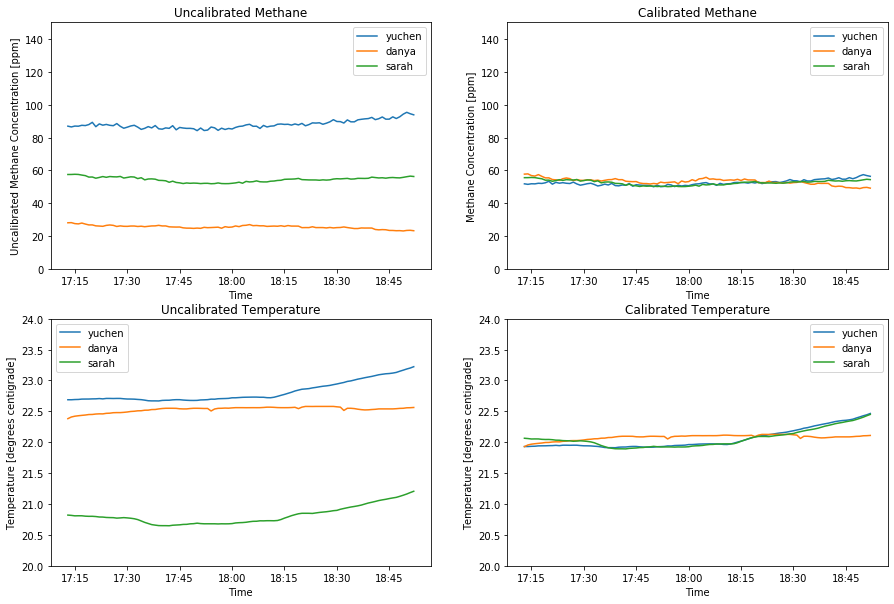 Uncalibrated Methane
Uncalibrated Methane Concentration [ppm]
140
120
100
80
60
40
20
0
yuchen
danya
sarah
17:15 17:30 17:45 18:00 18:15 18:30 18:45
Time
Calibrated Methane
Methane Concentration [ppm]
140
120
100
80
60
40
20
0
yuchen
danya
sarah
17:15 17:30 17:45 18:00 18:15 18:30 18:45
Time
Uncalibrated Temperature
Temperature [degrees centigrade]
24.0
23.5
23.0
22.5
22.0
21.5
21.0
20.5
20.0
yuchen
danya
sarah
17:15 17:30 17:45 18:00 18:15 18:30 18:45
Time
Calibrated Temperature
Temperature [degrees centigrade]
24.0
23.5
23.0
22.5
22.0
21.5
21.0
20.5
20.0
yuchen
danya
sarah
17:15 17:30 17:45 18:00 18:15 18:30 18:45
Time